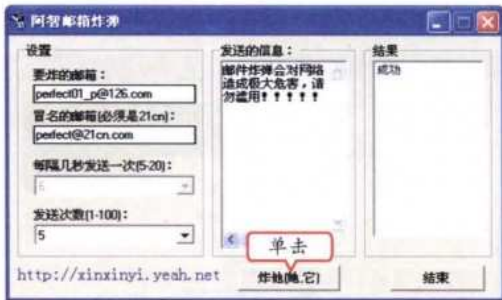 阿智邮箱炸弹
设置
要炸的邮箱：
perfect01_p@126.com
冒名的邮箱(必须是21cn)：
perfect@21cn.com
每隔几秒发送一次(5-20)：
6
发送次数(1-100)：
5
http://xinxinyi.yeah.net
发送的信息：
邮件炸弹会对网络
造成极大危害，请
勿滥用！！！！！
单击
炸他(她.它)
结果
成功
结束